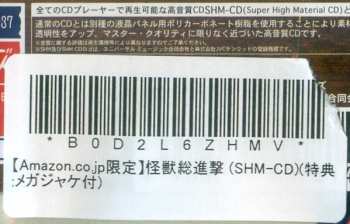 37
全てのCDプレーヤーで再生可能な高音質CDSHM-CD(Super High Material CD)と
通常のCDとは別種の液晶パネル用ポリカーボネート樹脂を使用することにより素材
透明性をアップ、マスター・クオリティに限りなく近づいた高音質CD
*B0D2L6ZHMV*
【Amazon.co.jp限定】怪獣総進撃 (SHM-CD)(特典
:メガジャケ付)
合同会